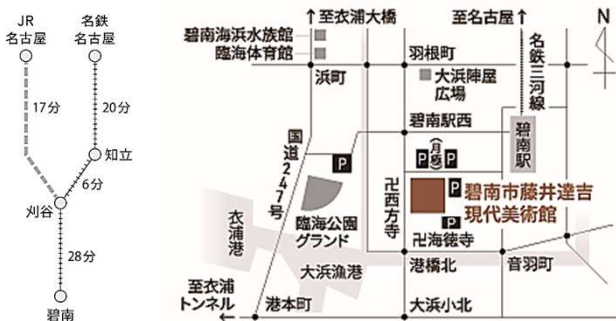 JR
名古屋
名鉄
名古屋
17分
20分
知立
6分
刈谷
28分
碧南
↑至衣浦大橋
至名古屋↑
N
碧南海浜水族館
臨海体育館
浜町
羽根町
大浜陣屋
広場
名鉄三河線
碧南駅西
碧南駅
国道247号
P
P(月極)P
卍西方寺
P
碧南市藤井達吉
現代美術館
P
臨海公園
グランド
衣浦港
卍海徳寺
大浜漁港
港橋北
音羽町
至衣浦
トンネル
←
港本町
大浜小北